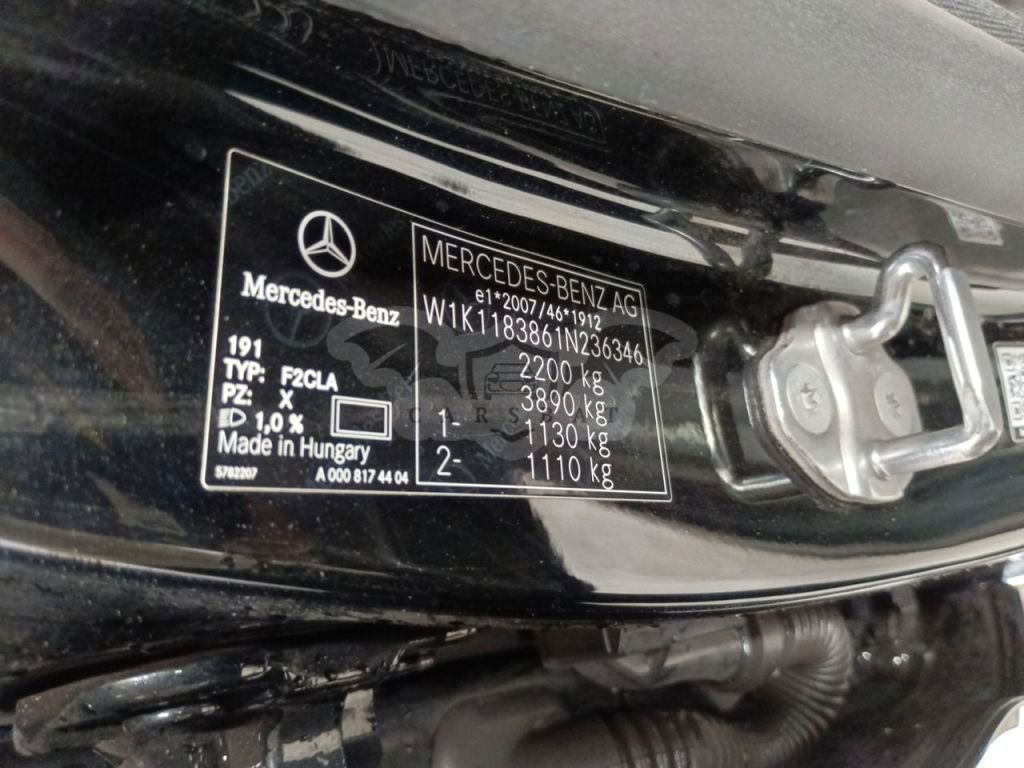 Mercedes-Benz
191
TYP: F2CLA
PZ: X
1,0 %
Made in Hungary
5782207 A 000 817 44 04
MERCEDES-BENZ AG
e1*2007/46*1912
W1K1183861N236346
2200 kg
3890 kg
1- 1130 kg
2- 1110 kg
CARSBAT